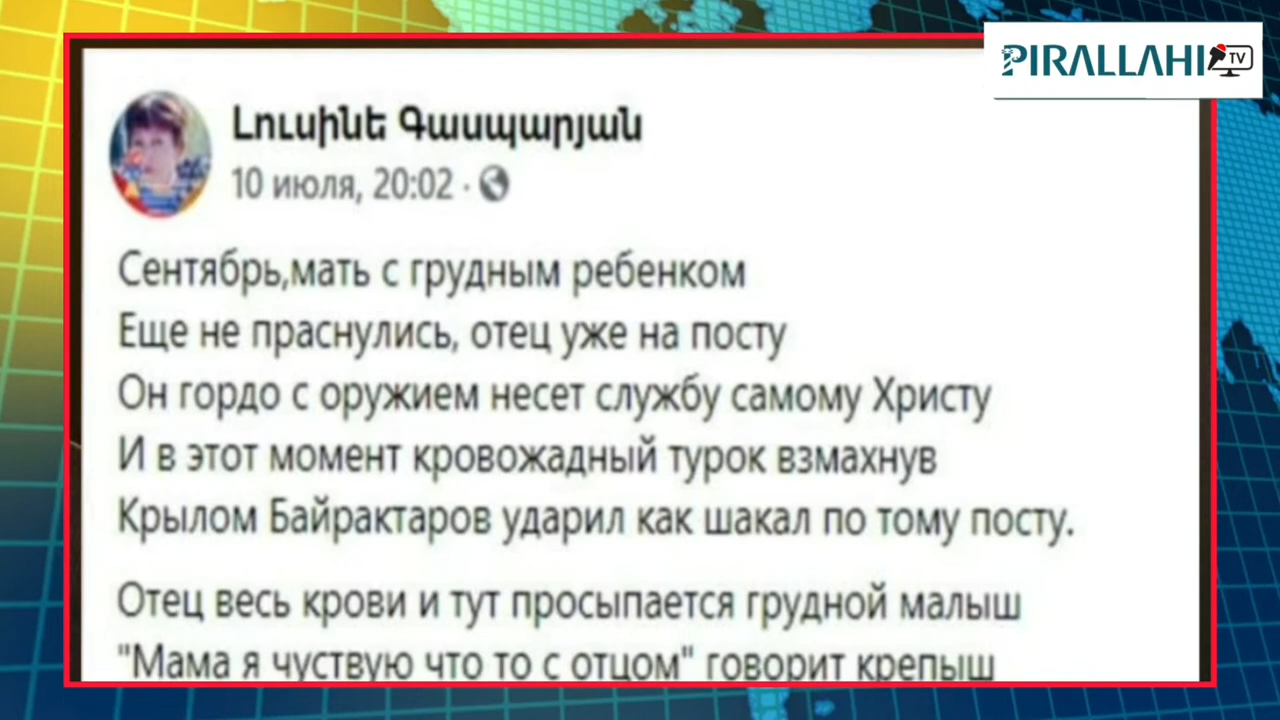 PIRALLAHI TV
Լուսինե Գասպարյան
10 июля, 20:02 ·
Сентябрь,мать с грудным ребенком
Еще не праснулись, отец уже на посту
Он гордо с оружием несет службу самому Христу
И в этот момент кровожадный турок взмахнув
Крылом Байрактаров ударил как шакал по тому посту.
Отец весь крови и тут просыпается грудной малыш
"Мама я чуствую что то с отцом" говорит крепыш